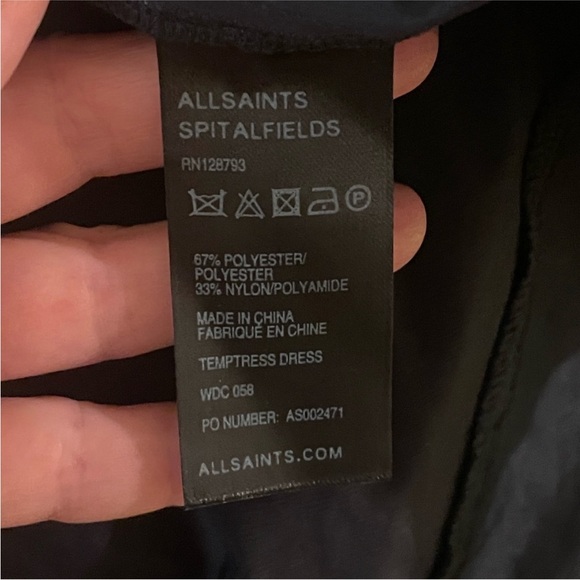 ALLSAINTS
SPITALFIELDS
RN128793
P
67% POLYESTER/
POLYESTER
33% NYLON/POLYAMIDE
MADE IN CHINA
FABRIQUÉ EN CHINE
TEMPTRESS DRESS
WDC 058
PO NUMBER: AS002471
ALLSAINTS.COM